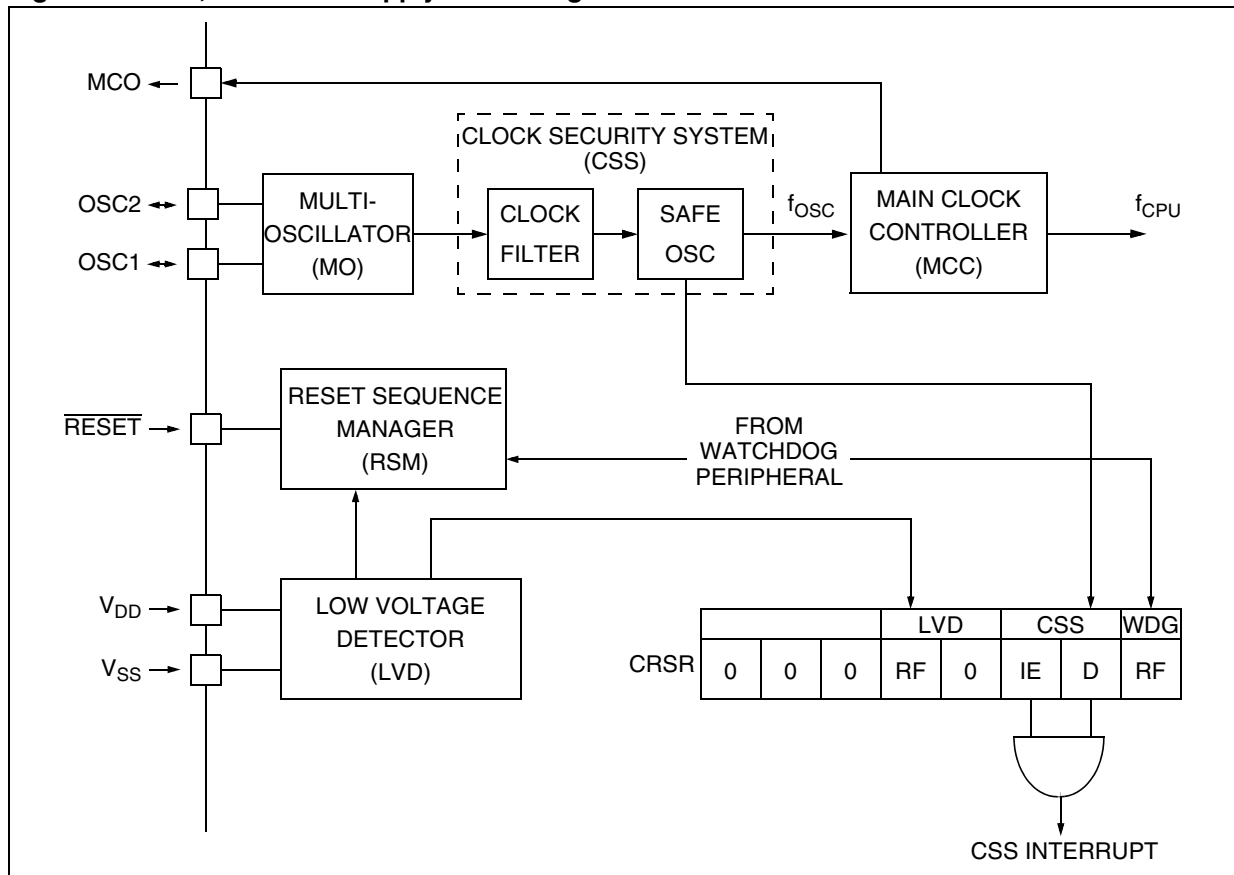 MCO
CLOCK SECURITY SYSTEM
(CSS)
OSC2
OSC1
MULTI-
OSCILLATOR
(MO)
CLOCK
FILTER
SAFE
OSC
fOSC
MAIN CLOCK
CONTROLLER
(MCC)
fCPU
RESET
RESET SEQUENCE
MANAGER
(RSM)
FROM
WATCHDOG
PERIPHERAL
VDD
VSS
LOW VOLTAGE
DETECTOR
(LVD)
LVD CSS WDG
CRSR 0 0 0 RF 0 IE D RF
CSS INTERRUPT